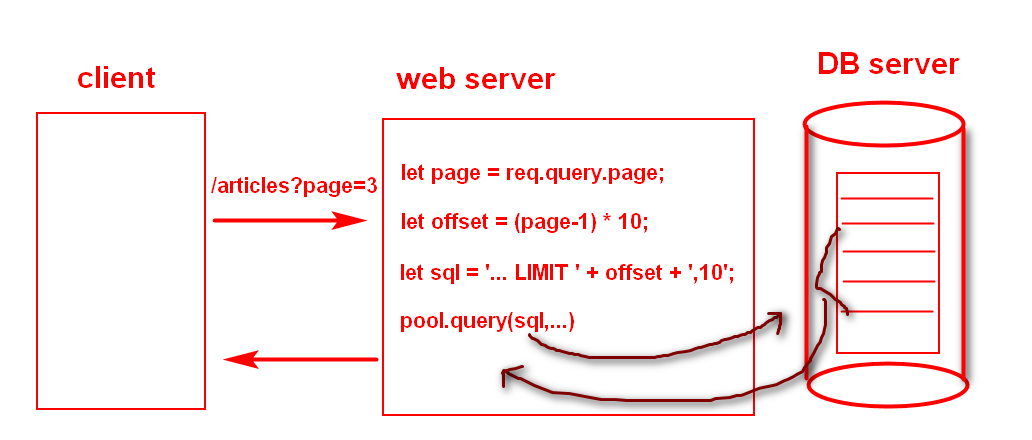 client
web server
DB server
/articles?page=3
let page = req.query.page;
let offset = (page-1) * 10;
let sql = '... LIMIT ' + offset + ',10';
pool.query(sql,...)